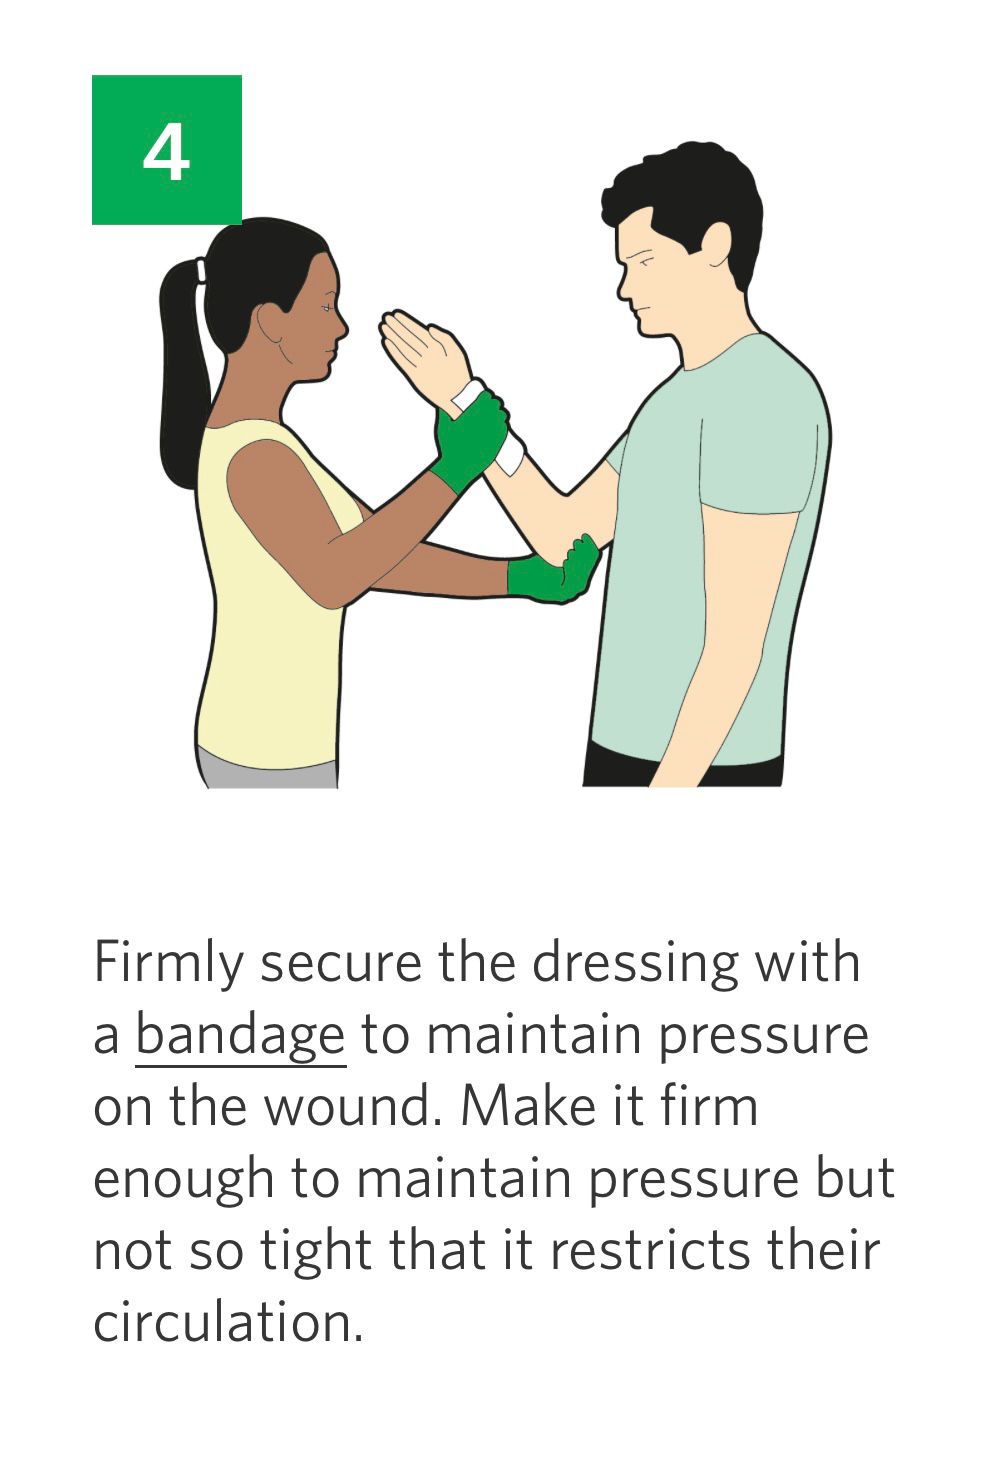 4
Firmly secure the dressing with
a bandage to maintain pressure
on the wound. Make it firm
enough to maintain pressure but
not so tight that it restricts their
circulation.